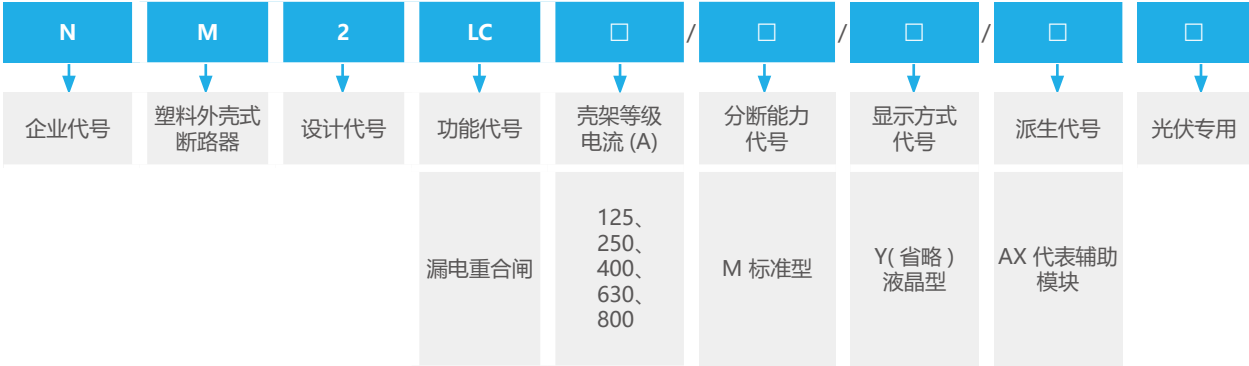 N M 2 LC □ / □ / □ / □ □
企业代号
塑料外壳式
断路器
设计代号
功能代号
壳架等级
电流 (A)
分断能力
代号
显示方式
代号
派生代号
光伏专用
漏电重合闸
125、
250、
400、
630、
800
M 标准型
Y( 省略 )
液晶型
AX 代表辅助
模块